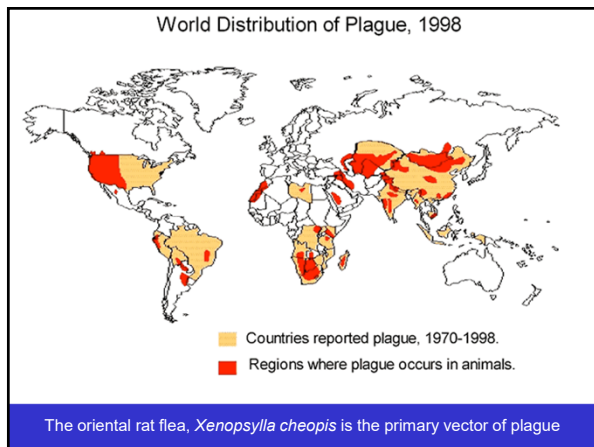 World Distribution of Plague, 1998
Countries reported plague, 1970-1998.
Regions where plague occurs in animals.
The oriental rat flea, Xenopsylla cheopis is the primary vector of plague